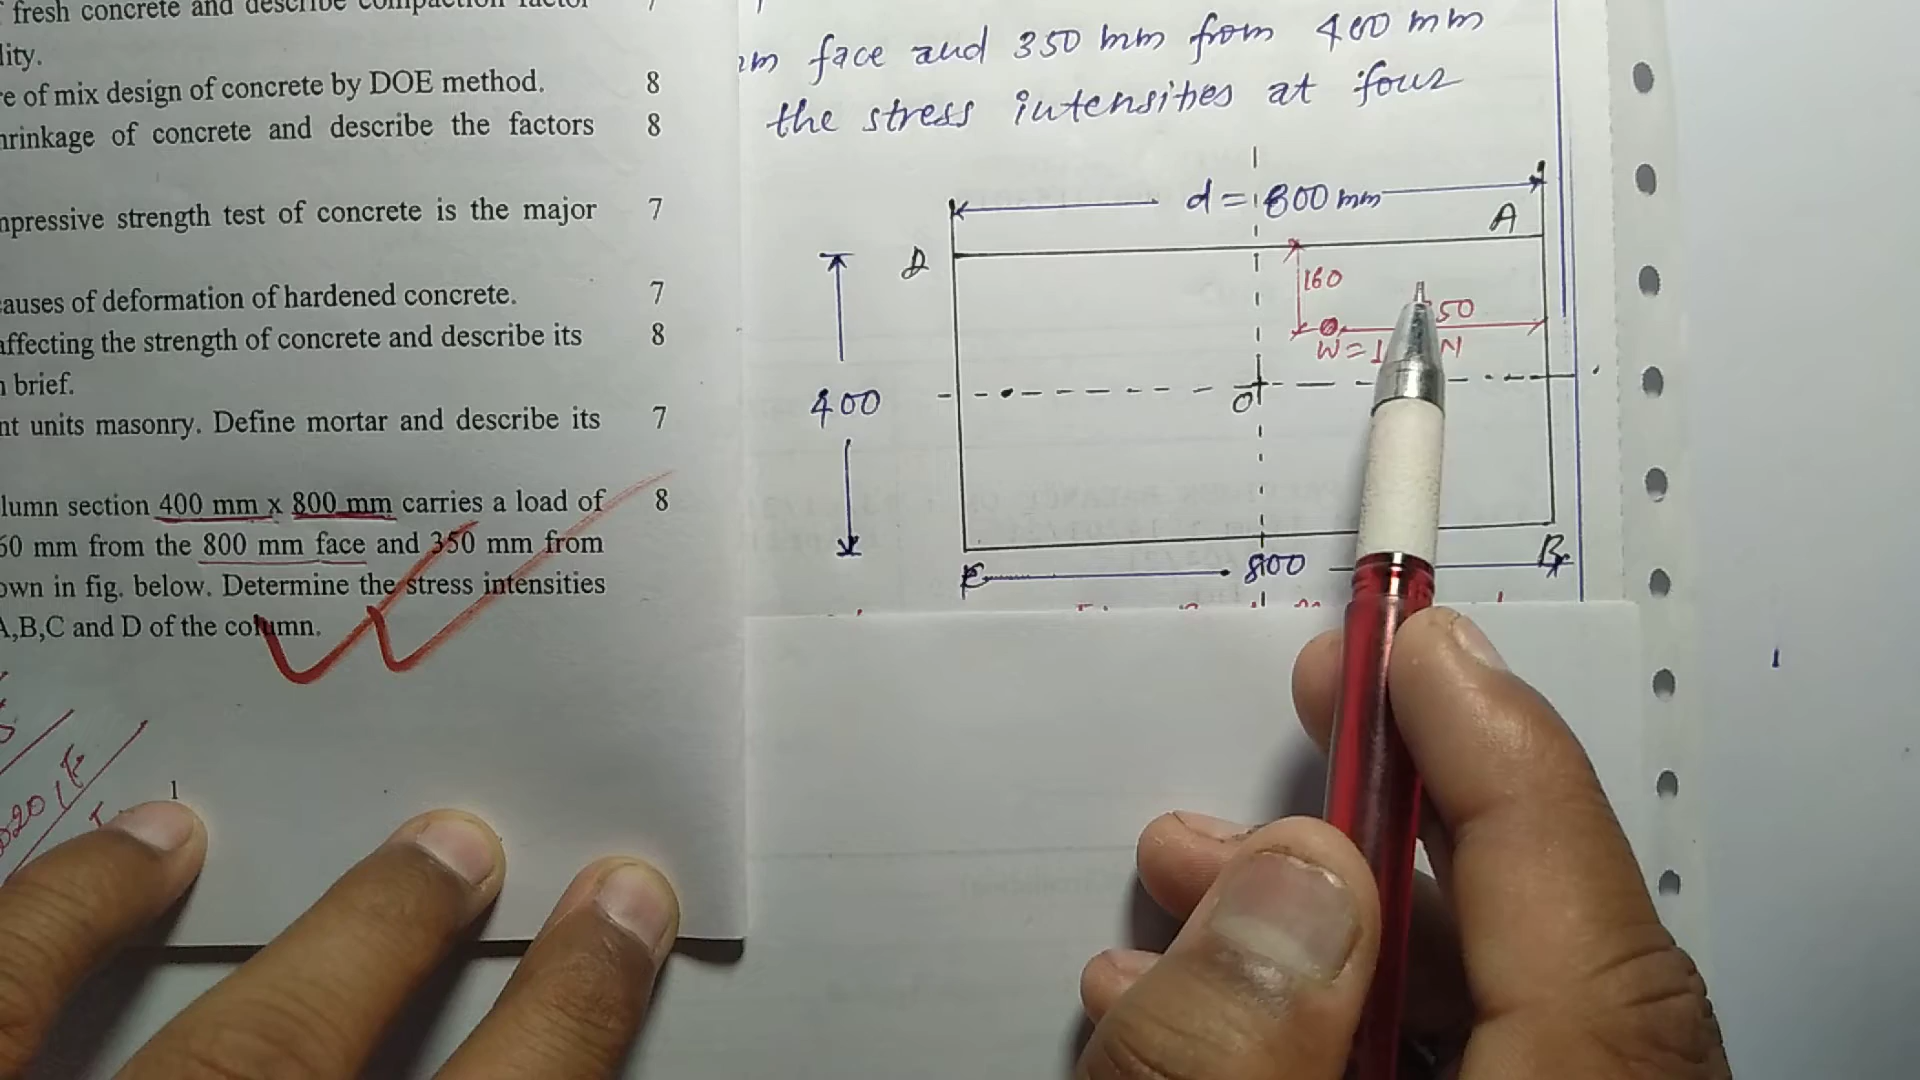 fresh concrete and describe compaction factor 7
lity.
re of mix design of concrete by DOE method. 8
hrinkage of concrete and describe the factors 8
mpressive strength test of concrete is the major 7
auses of deformation of hardened concrete. 7
affecting the strength of concrete and describe its 8
n brief.
nt units masonry. Define mortar and describe its 7
lumn section 400 mm x 800 mm carries a load of 8
60 mm from the 800 mm face and 350 mm from
own in fig. below. Determine the stress intensities
A,B,C and D of the column.
1
face and 350 mm from 400 mm
the stress intensities at four
d = 800 mm
A
D
160
50
W = 1 N
400
O
B
800